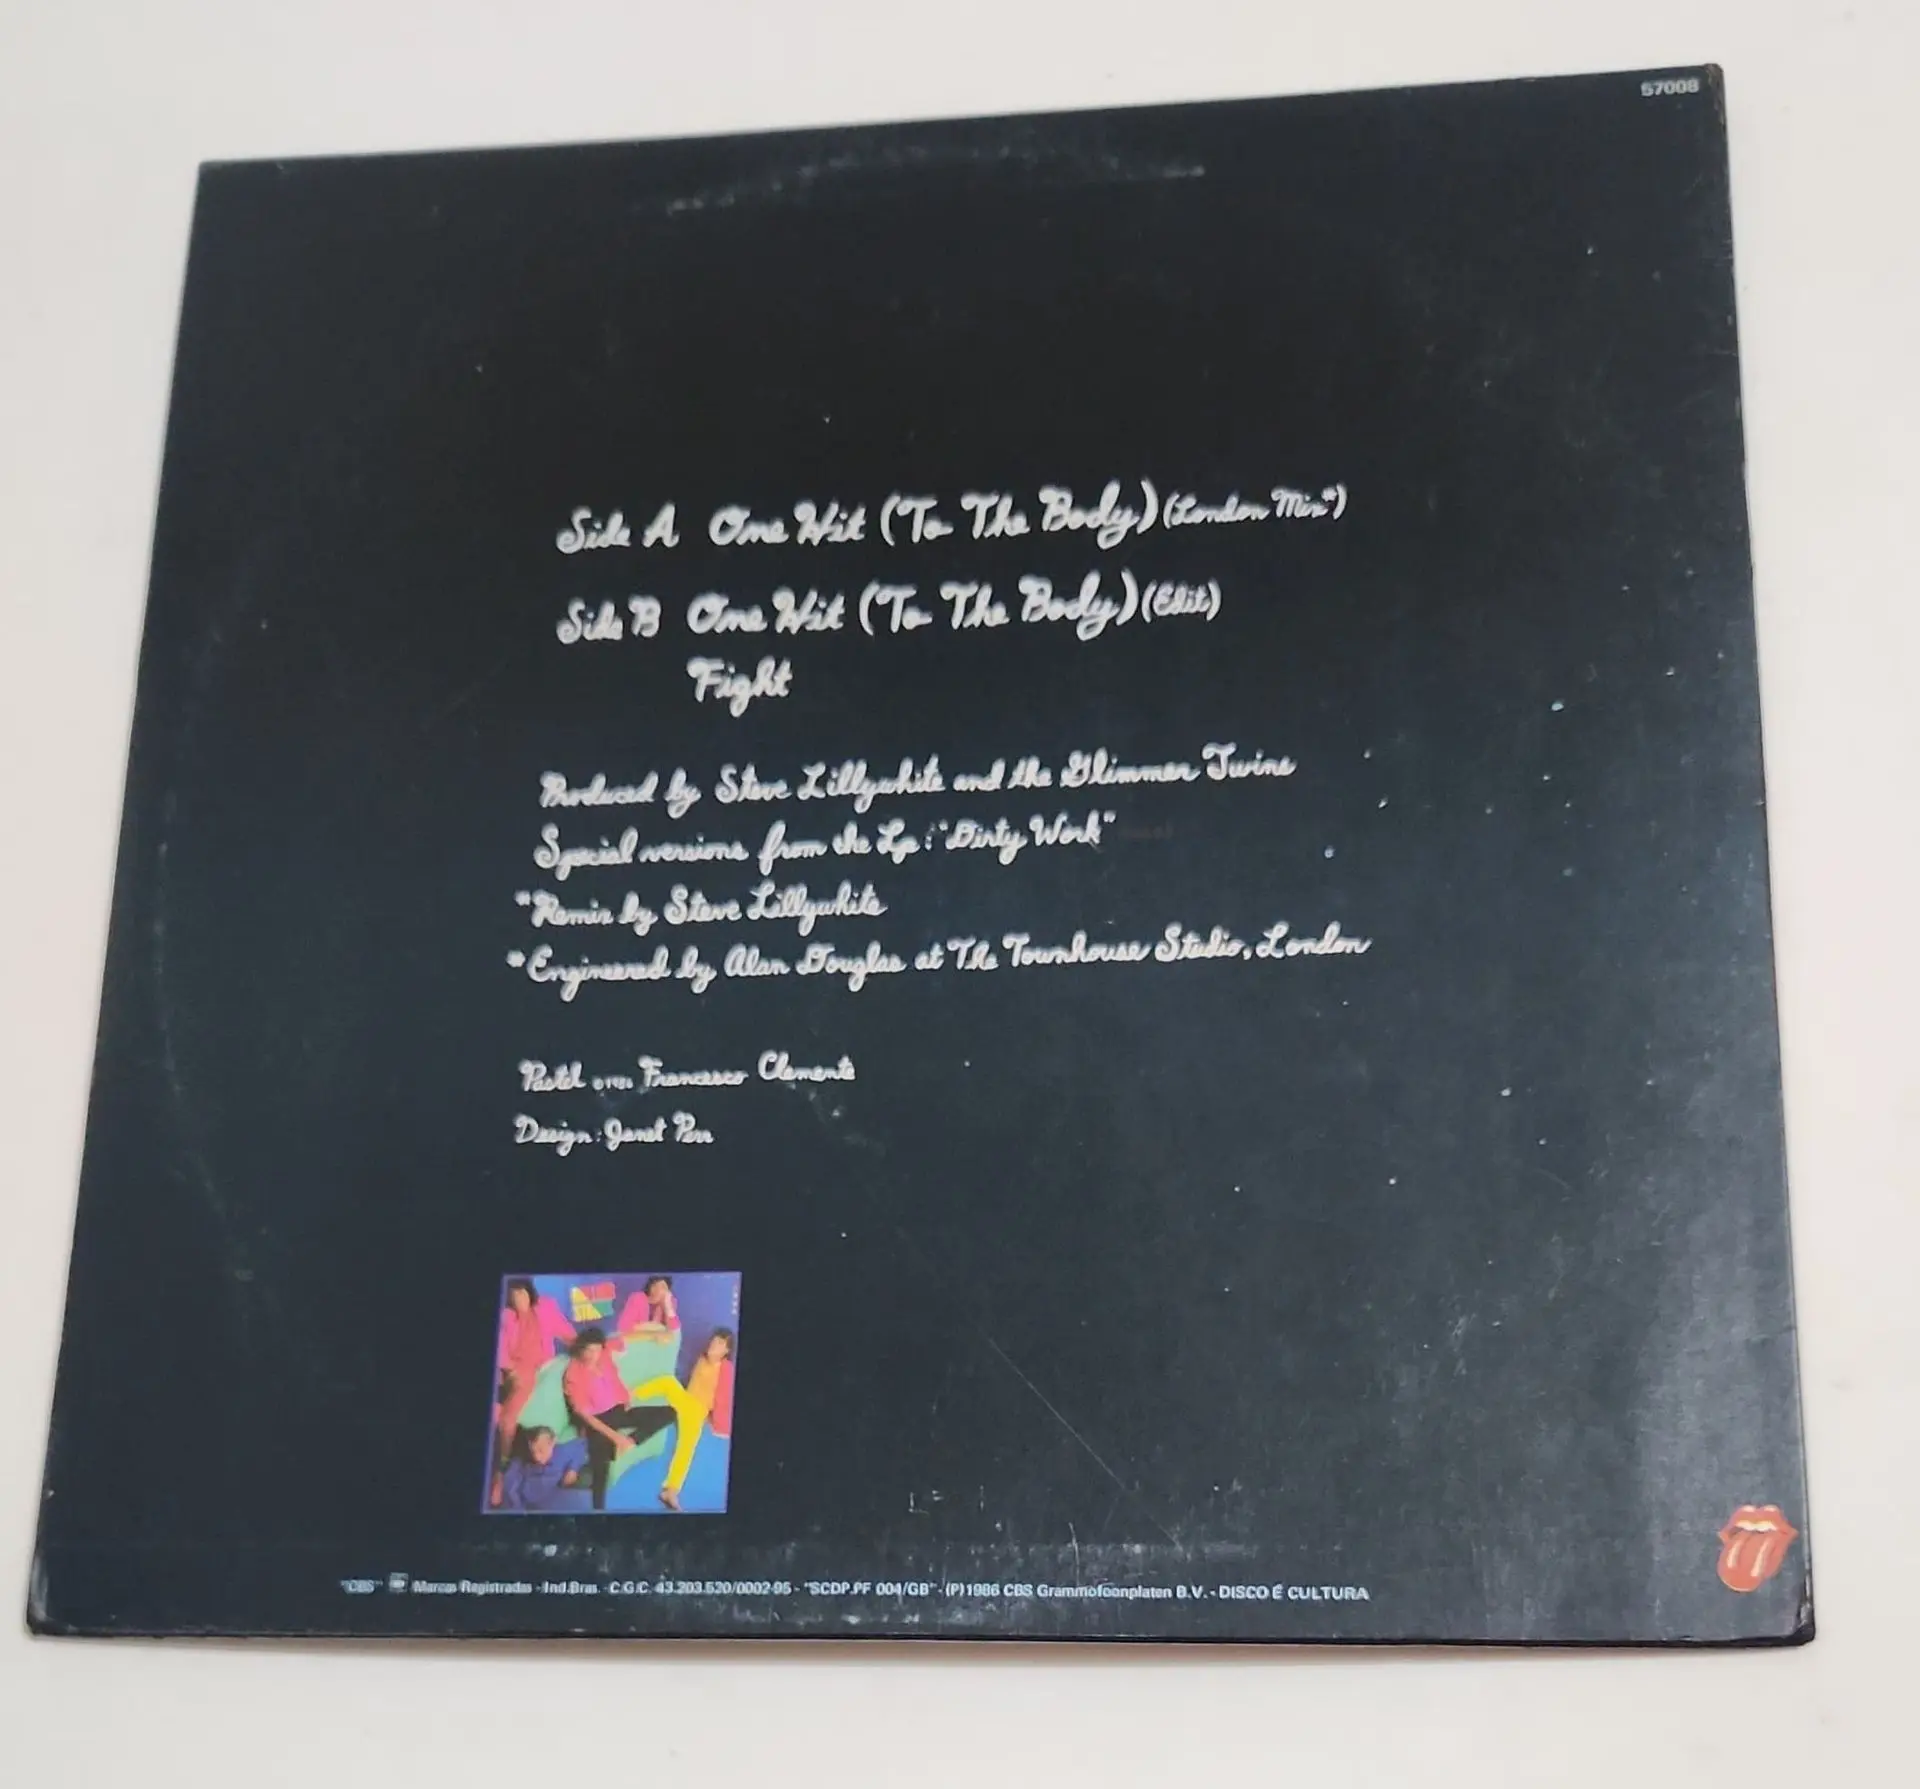 57008
Side A One Hit (To The Body) (London Mix*)
Side B One Hit (To The Body) (Edit)
Fight
Produced by Steve Lillywhite and the Glimmer Twins
Special versions from the Lp: "Dirty Work"
*Remix by Steve Lillywhite
*Engineered by Alan Douglas at The Townhouse Studio, London
Pastel Francesco Clemente
Design: Janet Perr
"CBS" Marcas Registradas - Ind.Bras. - C.G.C. 43.203.520/0002-95 - "SCDP.PF 004/GB" - (P)1986 CBS Grammofoonplaten B.V. - DISCO É CULTURA